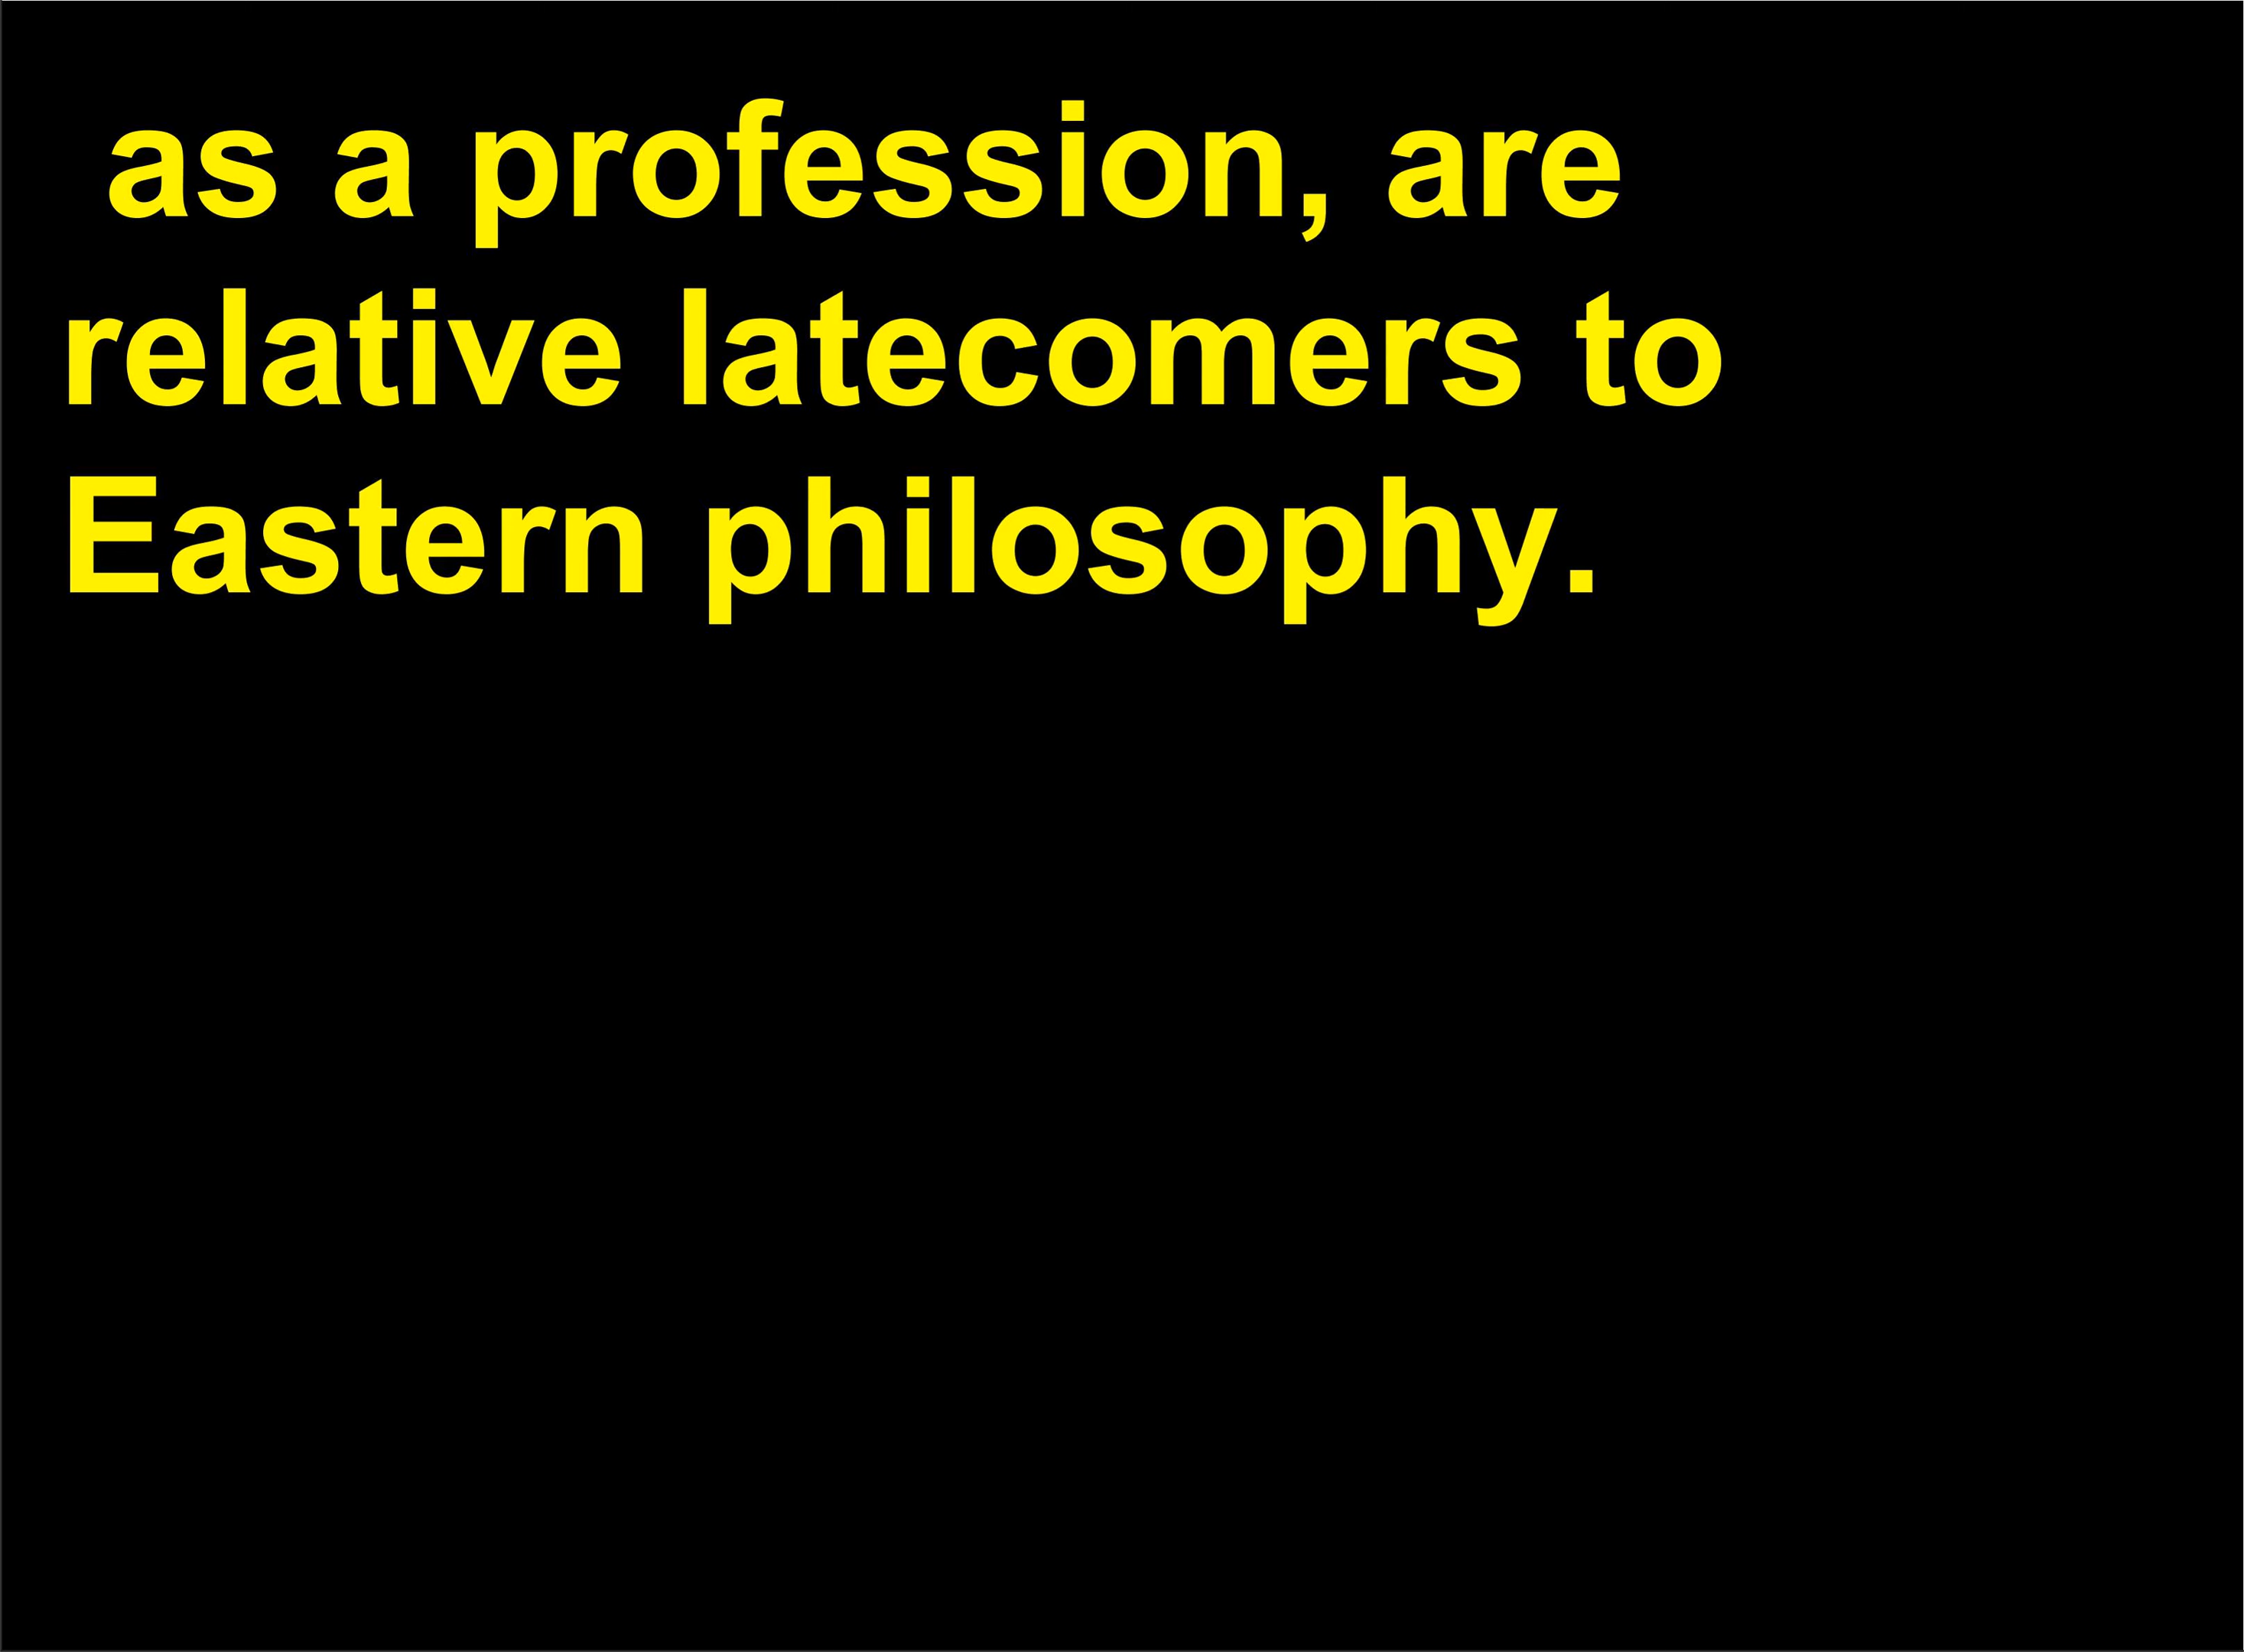 as a profession, are
relative latecomers to
Eastern philosophy.